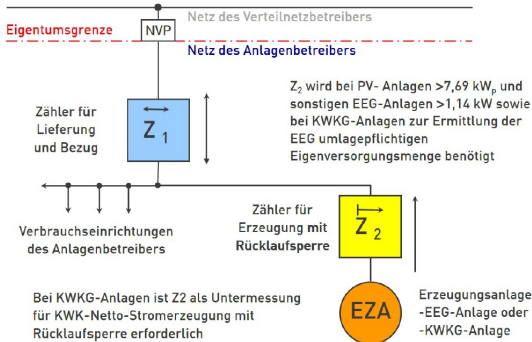 Netz des Verteilnetzbetreibers
Eigentumsgrenze
NVP
Netz des Anlagenbetreibers
Z₂ wird bei PV- Anlagen >7,69 kWₚ und
sonstigen EEG-Anlagen >1,14 kW sowie
bei KWKG-Anlagen zur Ermittlung der
EEG umlagepflichtigen
Eigenversorgungsmenge benötigt
Zähler für
Lieferung
und Bezug
Z₁
Verbrauchseinrichtungen
des Anlagenbetreibers
Zähler für
Erzeugung mit
Rücklaufsperre
Z₂
Bei KWKG-Anlagen ist Z2 als Untermessung
für KWK-Netto-Stromerzeugung mit
Rücklaufsperre erforderlich
EZA
Erzeugungsanlage
-EEG-Anlage oder
-KWKG-Anlage